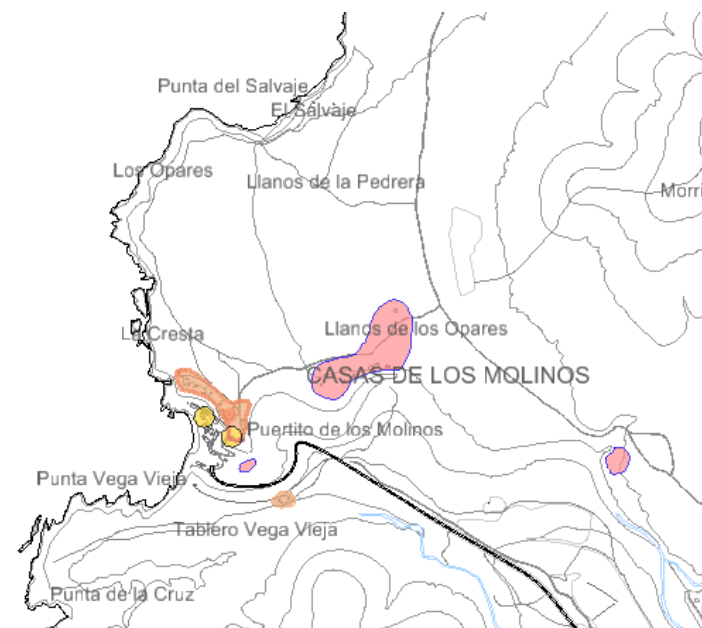 Punta del Salvaje
El Salvaje
Los Opares
Llanos de la Pedrera
Morri
La Cresta
Llanos de los Opares
CASAS DE LOS MOLINOS
Puertito de los Molinos
Punta Vega Vieja
Tablero Vega Vieja
Punta de la Cruz